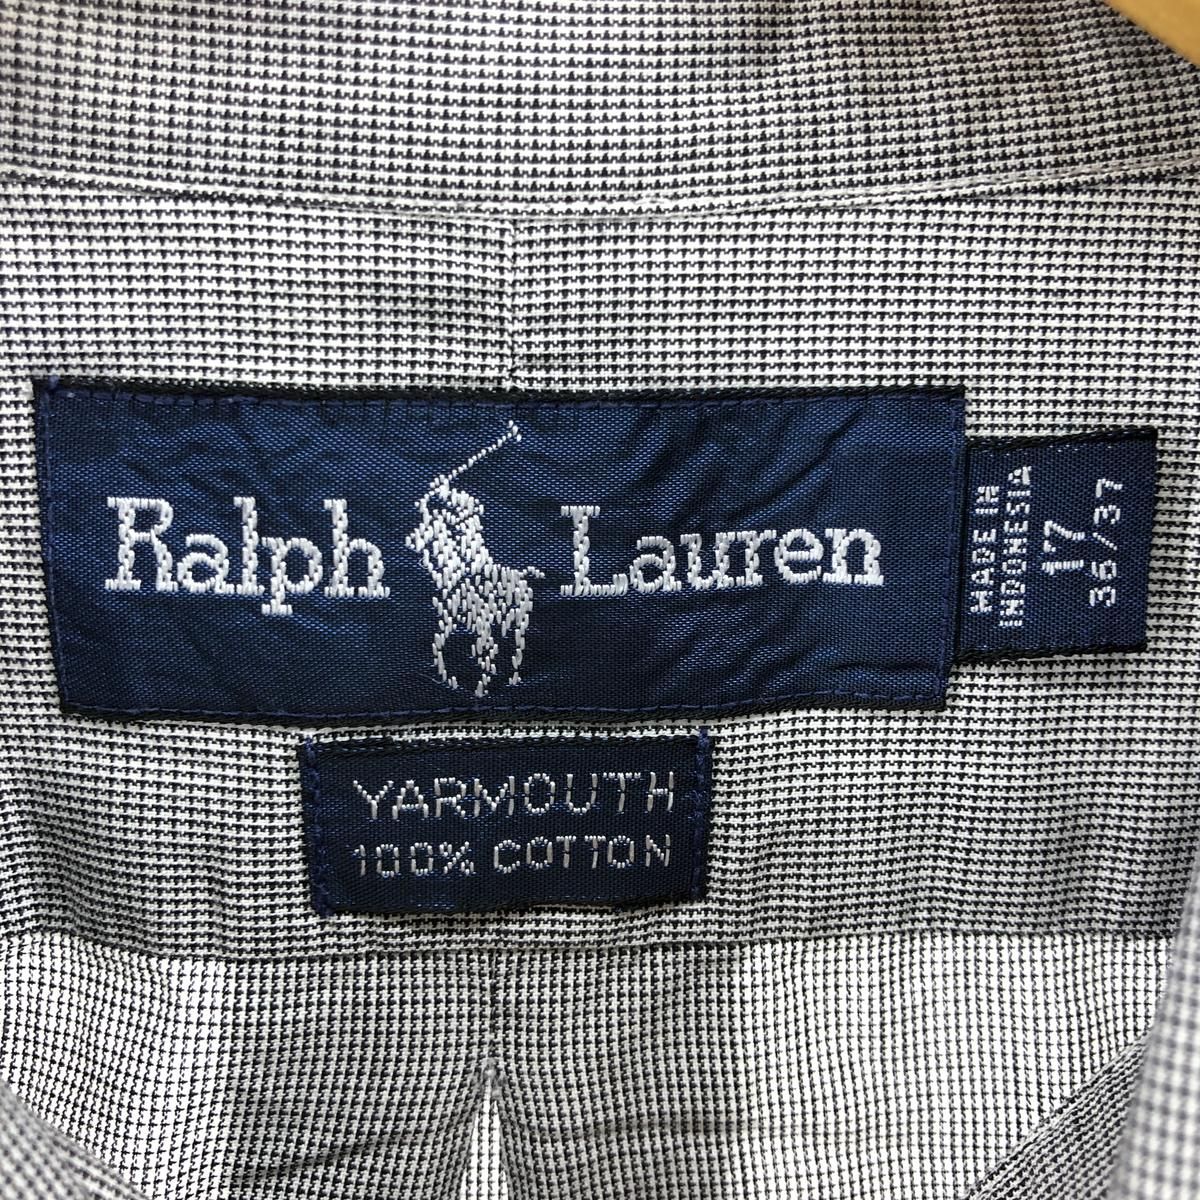 Ralph Lauren
MADE IN
INDONESIA
17
36/37
YARMOUTH
100% COTTON